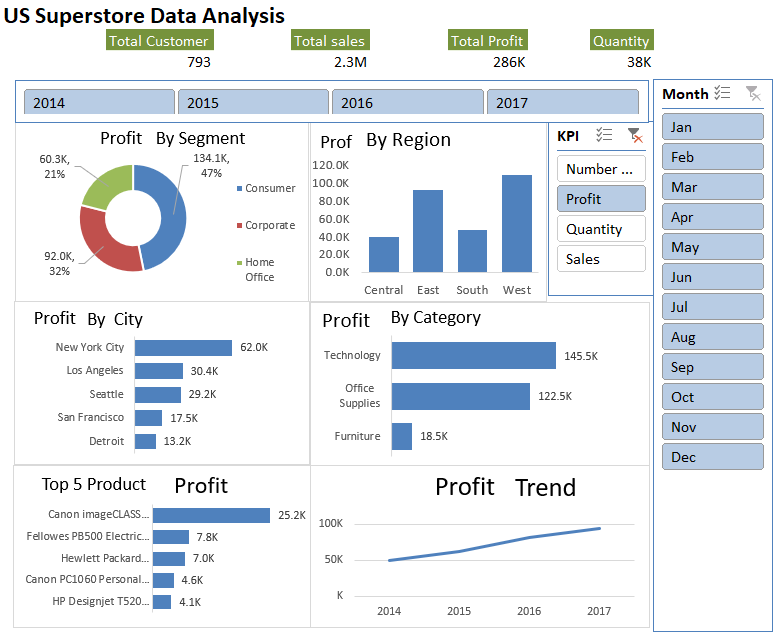 US Superstore Data Analysis
Total Customer
Total sales
Total Profit
Quantity
793
2.3M
286K
38K
2014
2015
2016
2017
Month
Jan
Feb
Mar
Apr
May
Jun
Jul
Aug
Sep
Oct
Nov
Dec
Profit By Segment
60.3K,
21%
134.1K,
47%
92.0K,
32%
Consumer
Corporate
Home
Office
Prof By Region
120.0K
100.0K
80.0K
60.0K
40.0K
20.0K
0.0K
Central East South West
KPI
Number ...
Profit
Quantity
Sales
Profit By City
New York City 62.0K
Los Angeles 30.4K
Seattle 29.2K
San Francisco 17.5K
Detroit 13.2K
Profit By Category
Technology 145.5K
Office
Supplies 122.5K
Furniture 18.5K
Top 5 Product Profit
Canon imageCLASS... 25.2K
Fellowes PB500 Electric... 7.8K
Hewlett Packard... 7.0K
Canon PC1060 Personal... 4.6K
HP Designjet T520... 4.1K
Profit Trend
100K
50K
K
2014 2015 2016 2017